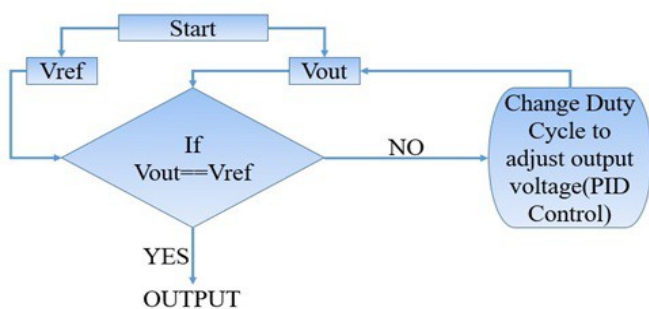 Start
Vref
Vout
If
Vout==Vref
NO
Change Duty
Cycle to
adjust output
voltage(PID
Control)
YES
OUTPUT